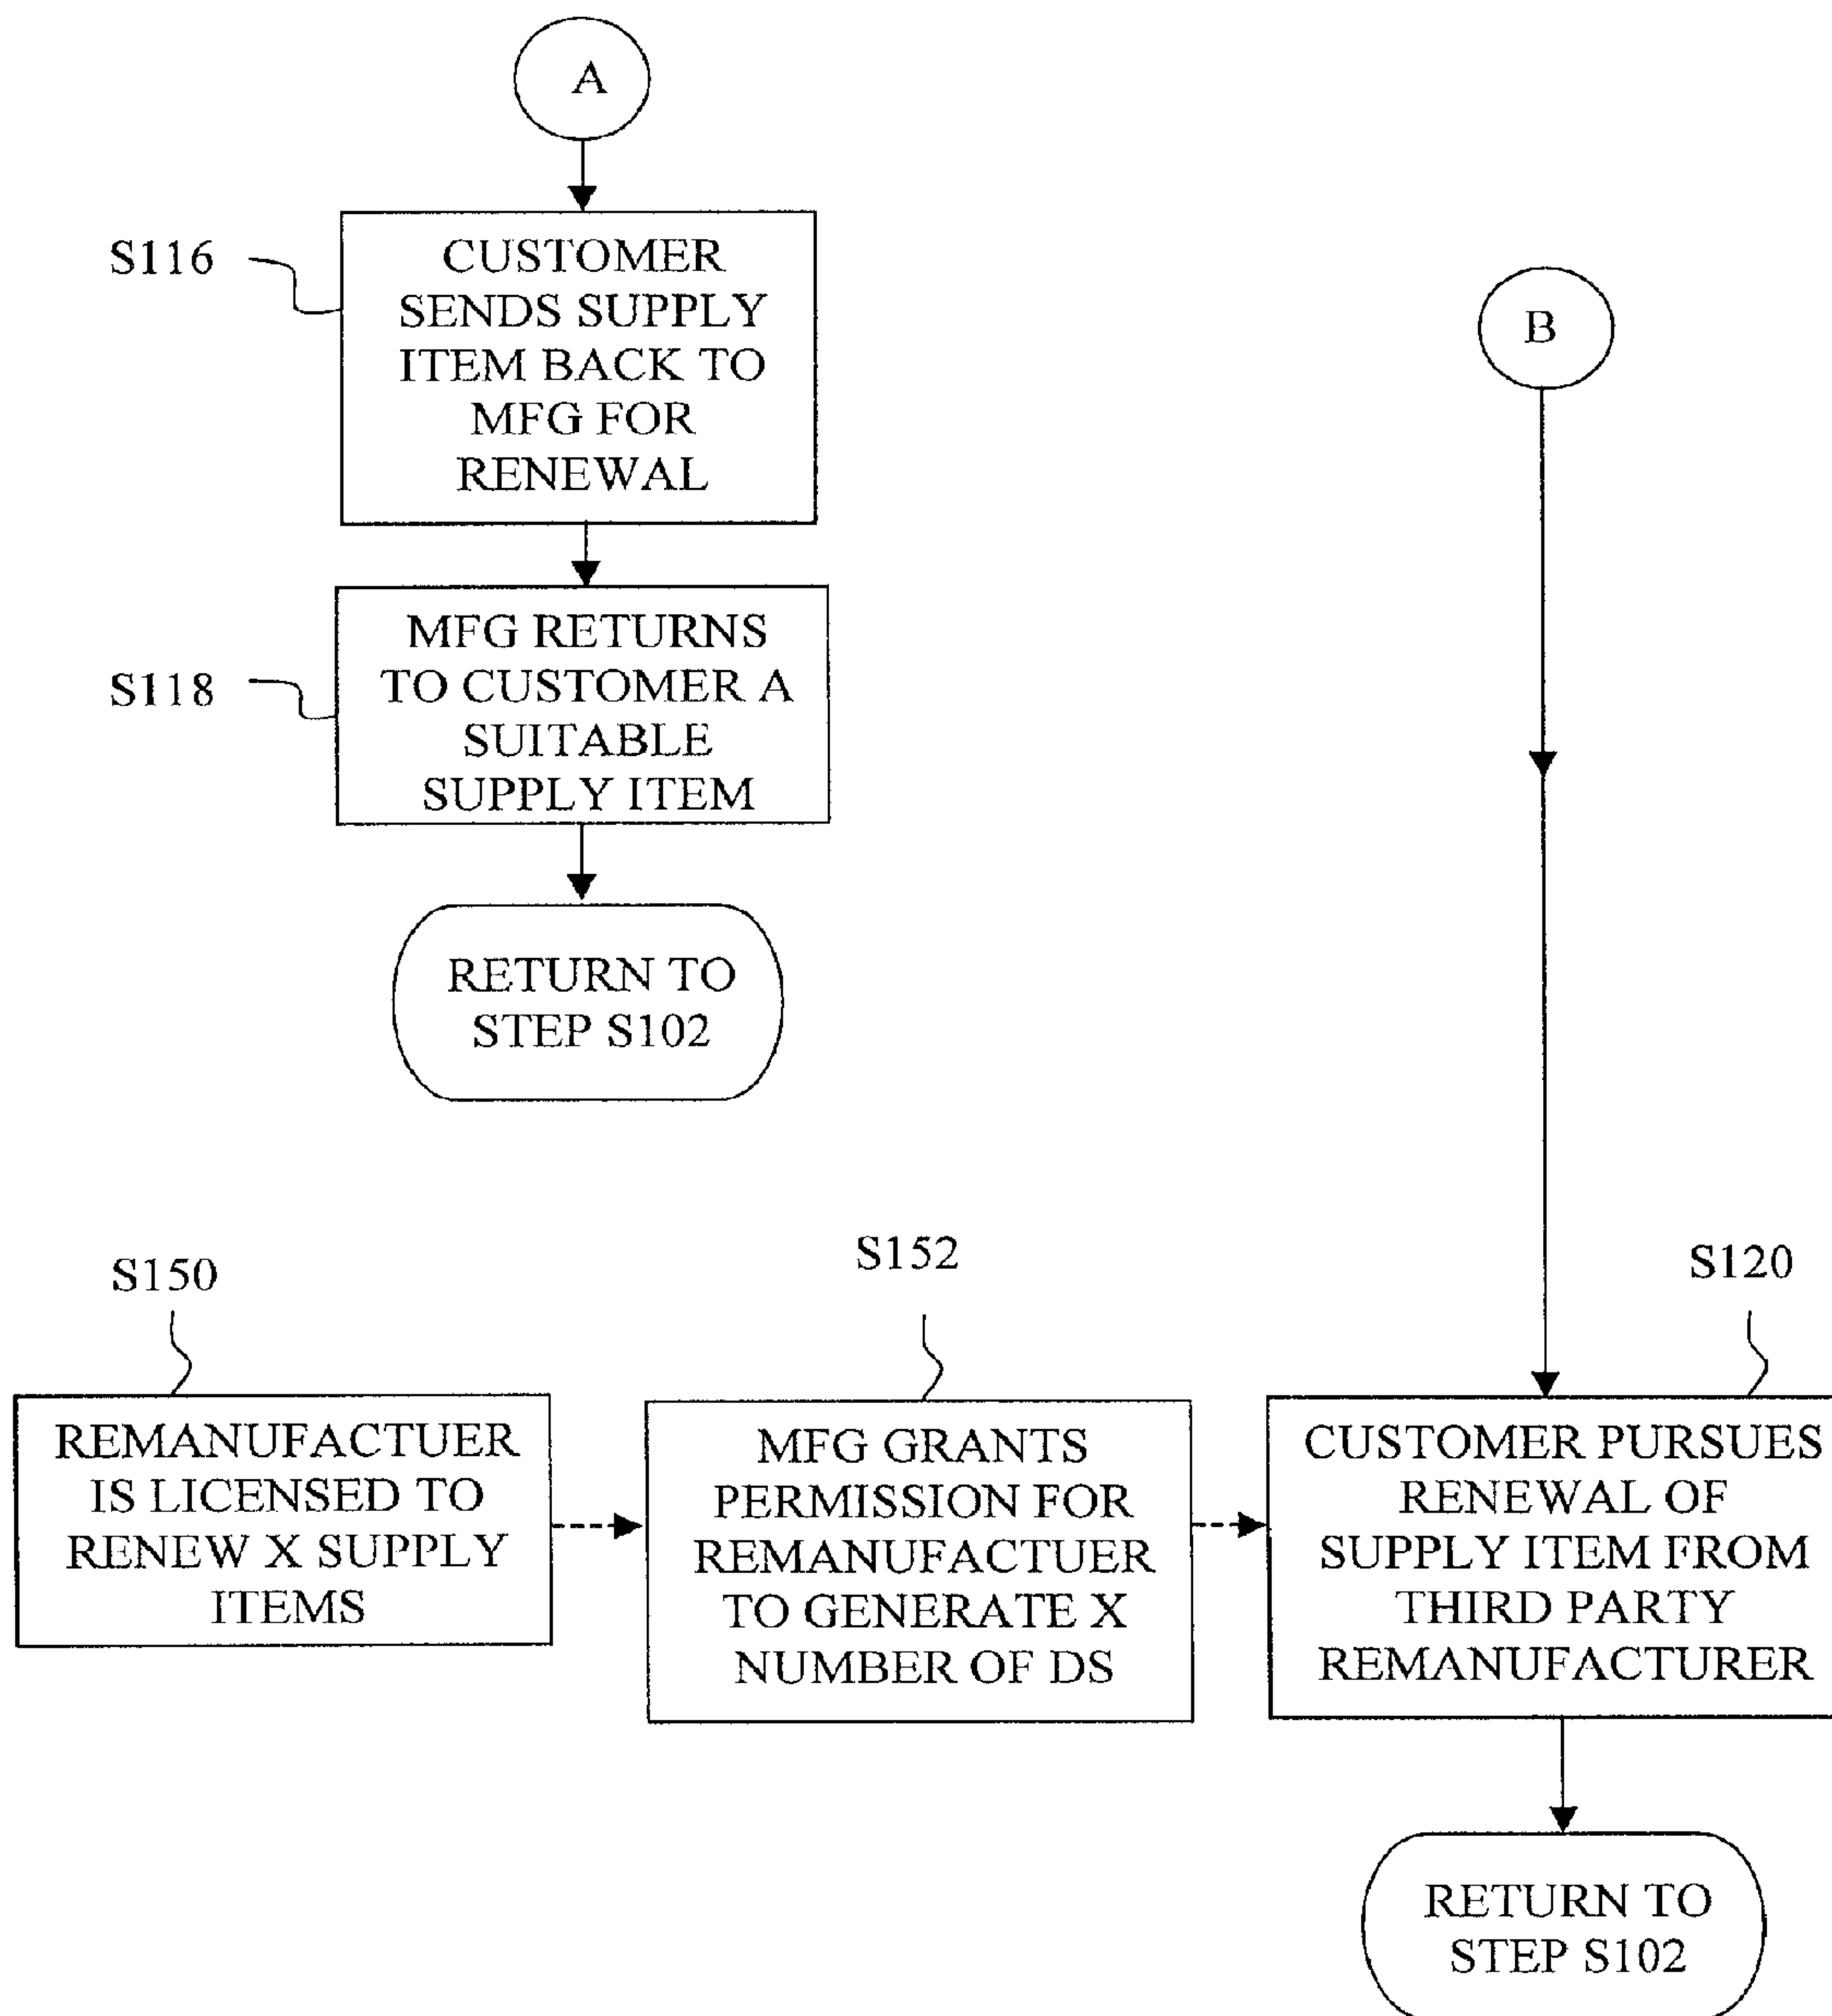 A
S116
CUSTOMER
SENDS SUPPLY
ITEM BACK TO
MFG FOR
RENEWAL
B
S118
MFG RETURNS
TO CUSTOMER A
SUITABLE
SUPPLY ITEM
RETURN TO
STEP S102
S150
REMANUFACTUER
IS LICENSED TO
RENEW X SUPPLY
ITEMS
S152
MFG GRANTS
PERMISSION FOR
REMANUFACTUER
TO GENERATE X
NUMBER OF DS
S120
CUSTOMER PURSUES
RENEWAL OF
SUPPLY ITEM FROM
THIRD PARTY
REMANUFACTURER
RETURN TO
STEP S102